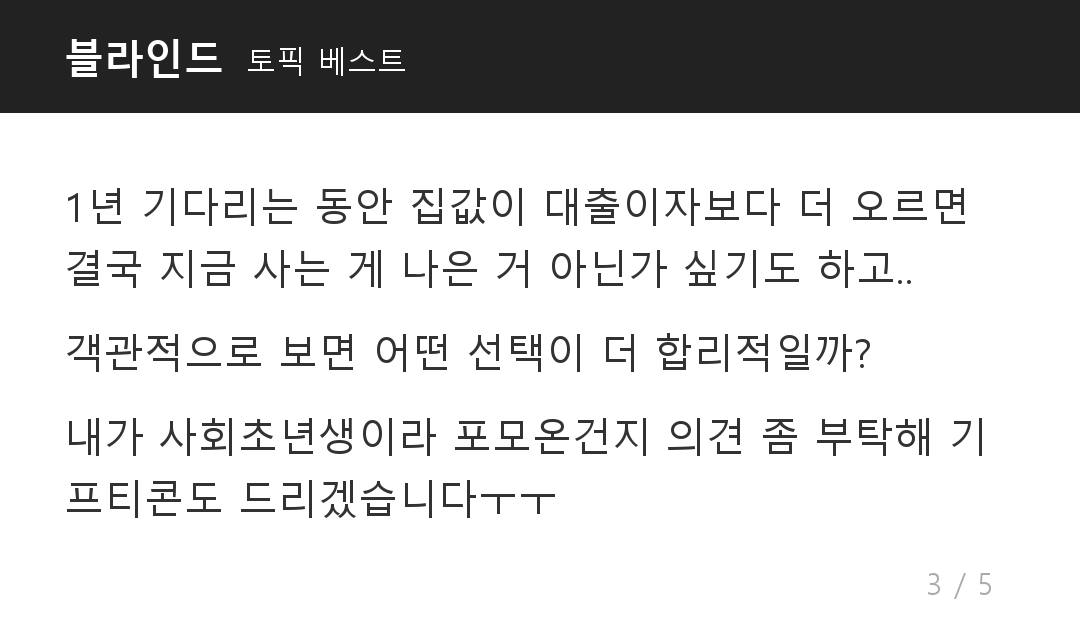 블라인드 토픽 베스트
1년 기다리는 동안 집값이 대출이자보다 더 오르면
결국 지금 사는 게 나은 거 아닌가 싶기도 하고..
객관적으로 보면 어떤 선택이 더 합리적일까?
내가 사회초년생이라 포모온건지 의견 좀 부탁해 기
프티콘도 드리겠습니다ㅜㅜ
3 / 5